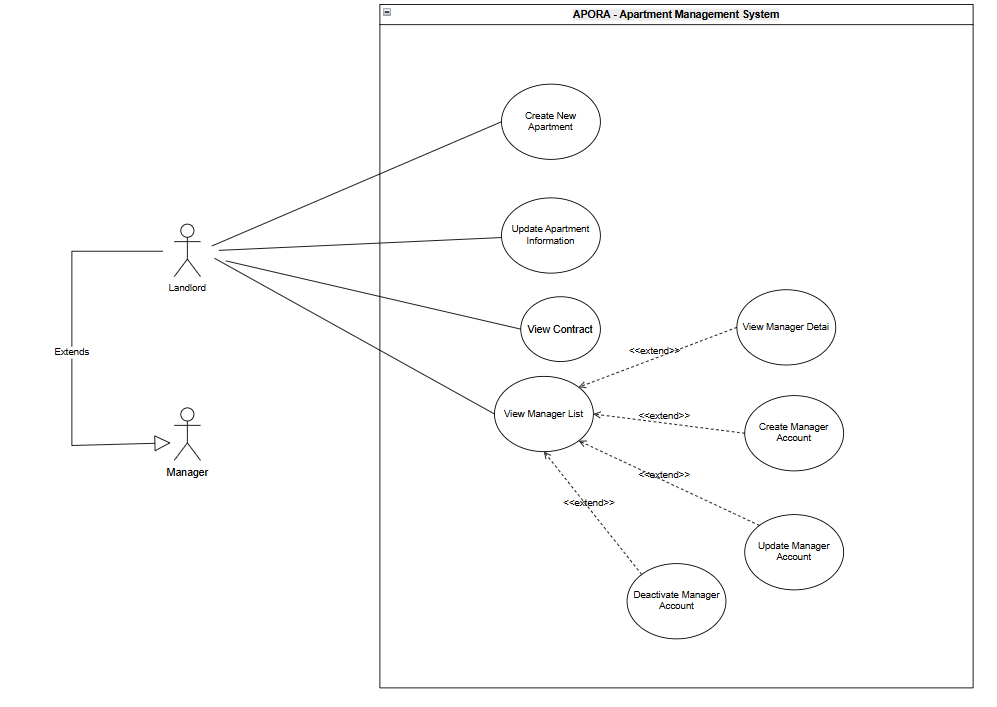 APORA - Apartment Management System
Create New
Apartment
Update Apartment
Information
Landlord
View Contract
View Manager Detai
Extends
<<extend>>
View Manager List
<<extend>>
Create Manager
Account
Manager
<<extend>>
<<extend>>
Update Manager
Account
Deactivate Manager
Account